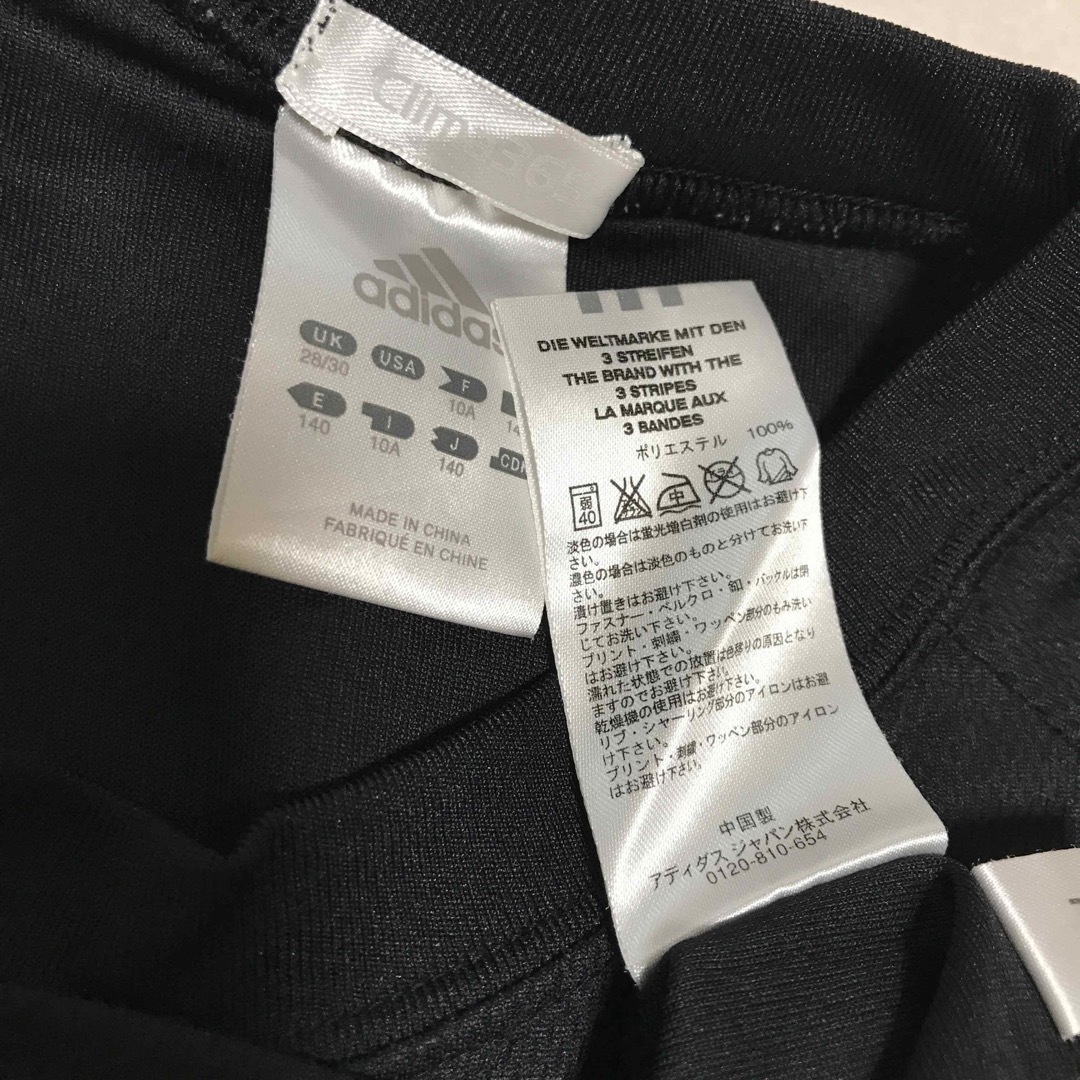 adidas
UK USA F
28/30 10A
E I J
140 10A 140
MADE IN CHINA
FABRIQUÉ EN CHINE
DIE WELTMARKE MIT DEN
3 STREIFEN
THE BRAND WITH THE
3 STRIPES
LA MARQUE AUX
3 BANDES
ポリエステル 100%
弱 中
40
淡色の場合は蛍光増白剤の使用はお避け下
さい。
濃色の場合は淡色のものと分けてお洗い下
さい。
漬け置きはお避け下さい。
ファスナー・ベルクロ・釦・バックルは閉
じてお洗い下さい。
プリント・刺繍・ワッペン部分のもみ洗い
はお避け下さい。
濡れた状態での放置は色移りの原因となり
ますのでお避け下さい。
乾燥機の使用はお避け下さい。
リブ・シャーリング部分のアイロンはお避
け下さい。
プリント・刺繍・ワッペン部分のアイロン
はお避け下さい。
中国製
アディダス ジャパン株式会社
0120-810-654